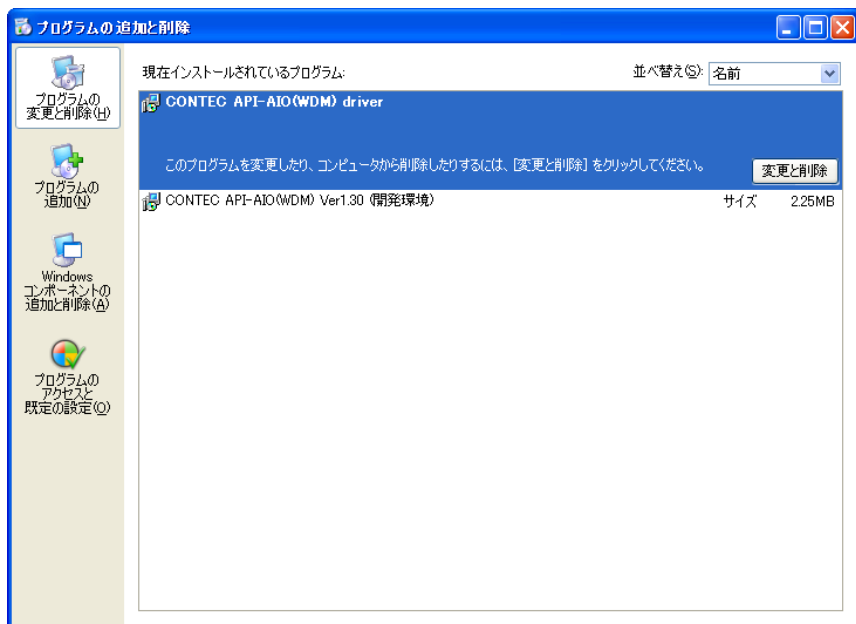 プログラムの追加と削除
現在インストールされているプログラム:
並べ替え(S):
名前
プログラムの
変更と削除(H)
CONTEC API-AIO(WDM) driver
このプログラムを変更したり、コンピュータから削除したりするには、[変更と削除] をクリックしてください。
変更と削除
CONTEC API-AIO(WDM) Ver1.30 (開発環境)
サイズ
2.25MB
プログラムの
追加(N)
Windows
コンポーネントの
追加と削除(A)
プログラムの
アクセスと
既定の設定(O)